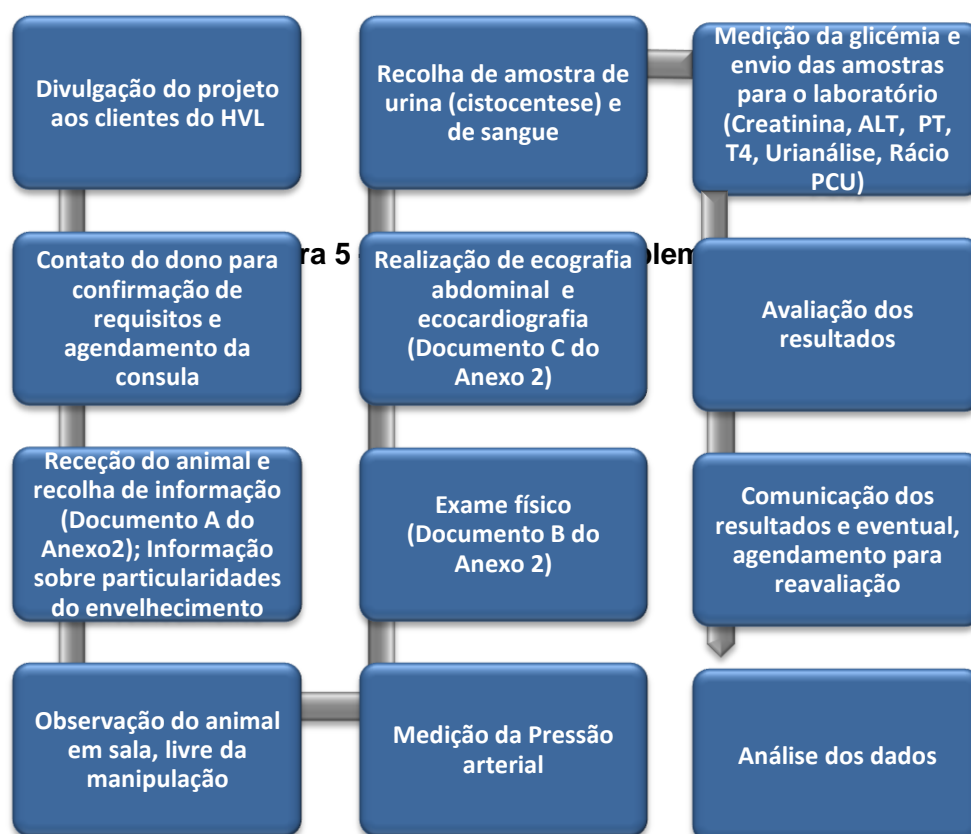 Divulgação do projeto
aos clientes do HVL
Contato do dono para
confirmação de
requisitos e
agendamento da
consula
Receção do animal e
recolha de informação
(Documento A do
Anexo2); Informação
sobre particularidades
do envelhecimento
Observação do animal
em sala, livre da
manipulação
Medição da Pressão
arterial
Exame físico
(Documento B do
Anexo 2)
Realização de ecografia
abdominal e
ecocardiografia
(Documento C do
Anexo 2)
Recolha de amostra de
urina (cistocentese) e
de sangue
Medição da glicémia e
envio das amostras
para o laboratório
(Creatinina, ALT, PT,
T4, Urianálise, Rácio
PCU)
Avaliação dos
resultados
Comunicação dos
resultados e eventual,
agendamento para
reavaliação
Análise dos dados
ra 5